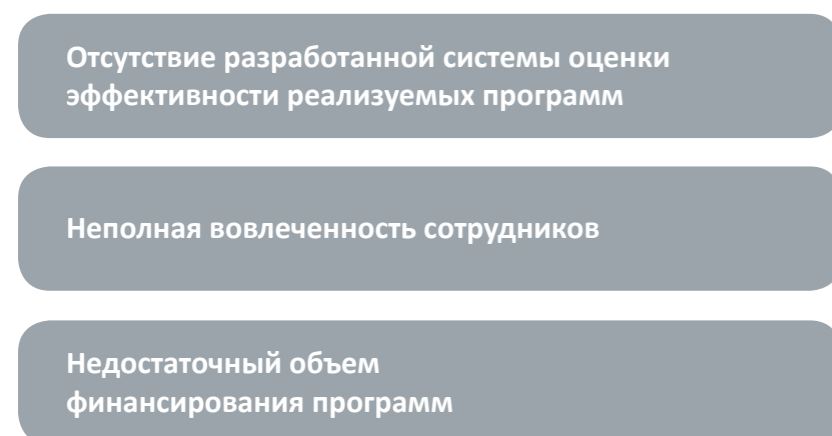 Отсутствие разработанной системы оценки
эффективности реализуемых программ
Неполная вовлеченность сотрудников
Недостаточный объем
финансирования программ